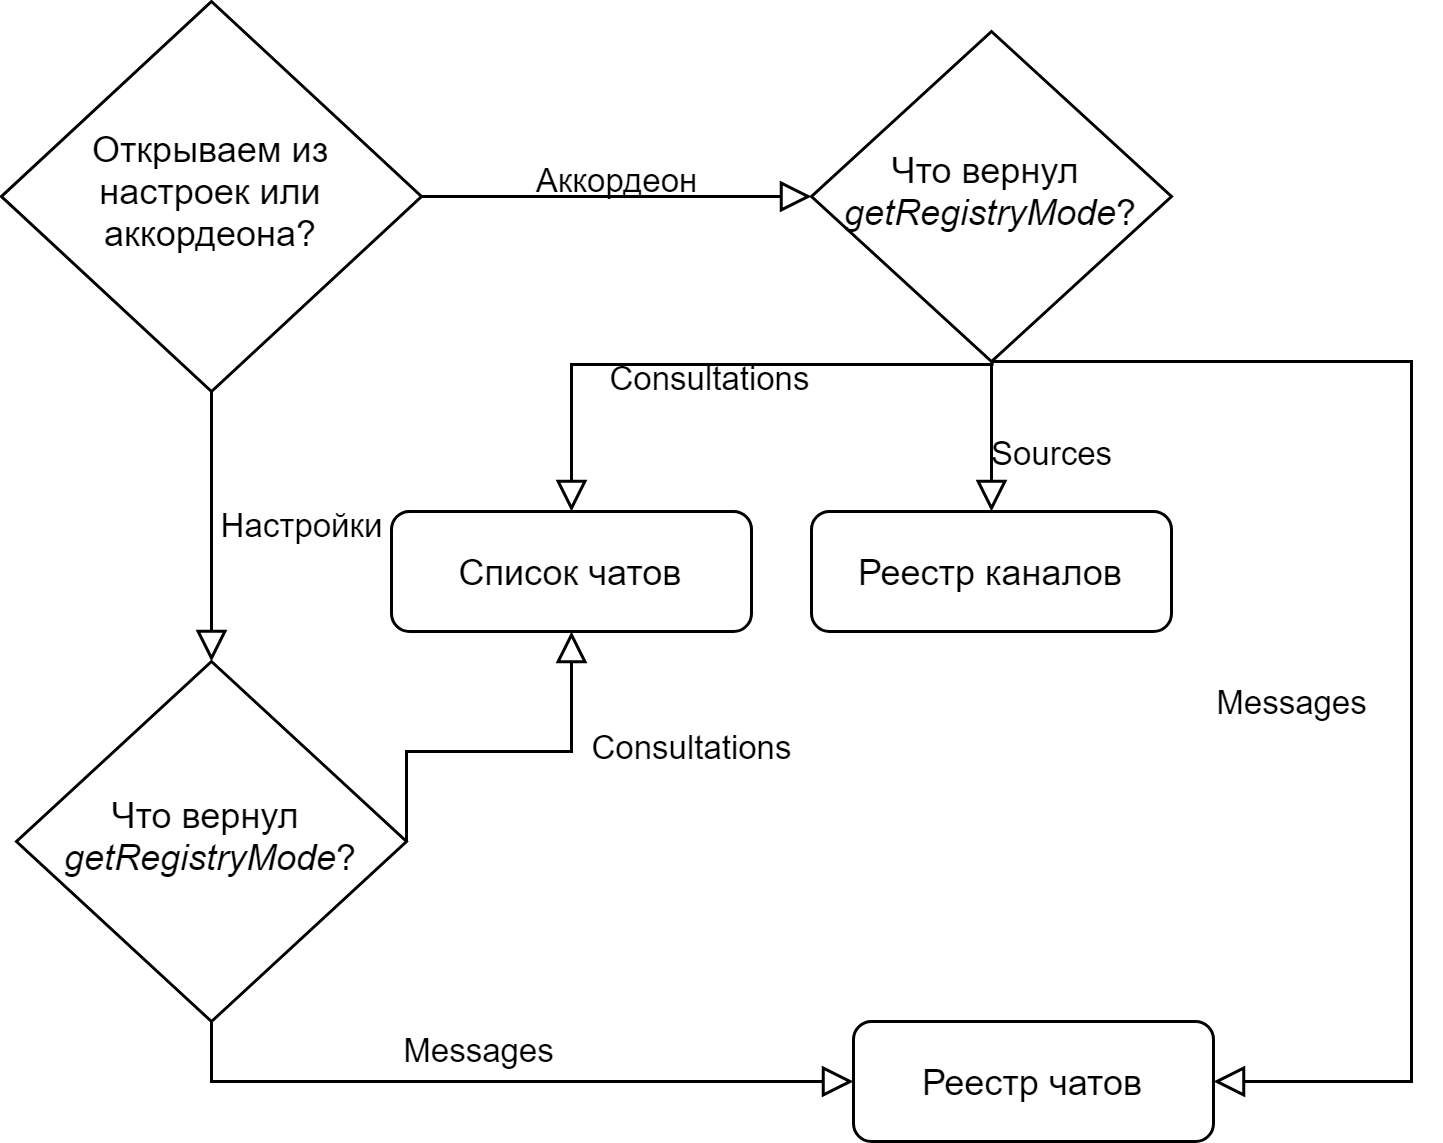 Открываем из
настроек или
аккордеона?
Аккордеон
Что вернул
getRegistryMode?
Consultations
Sources
Настройки
Список чатов
Реестр каналов
Messages
Consultations
Что вернул
getRegistryMode?
Messages
Реестр чатов